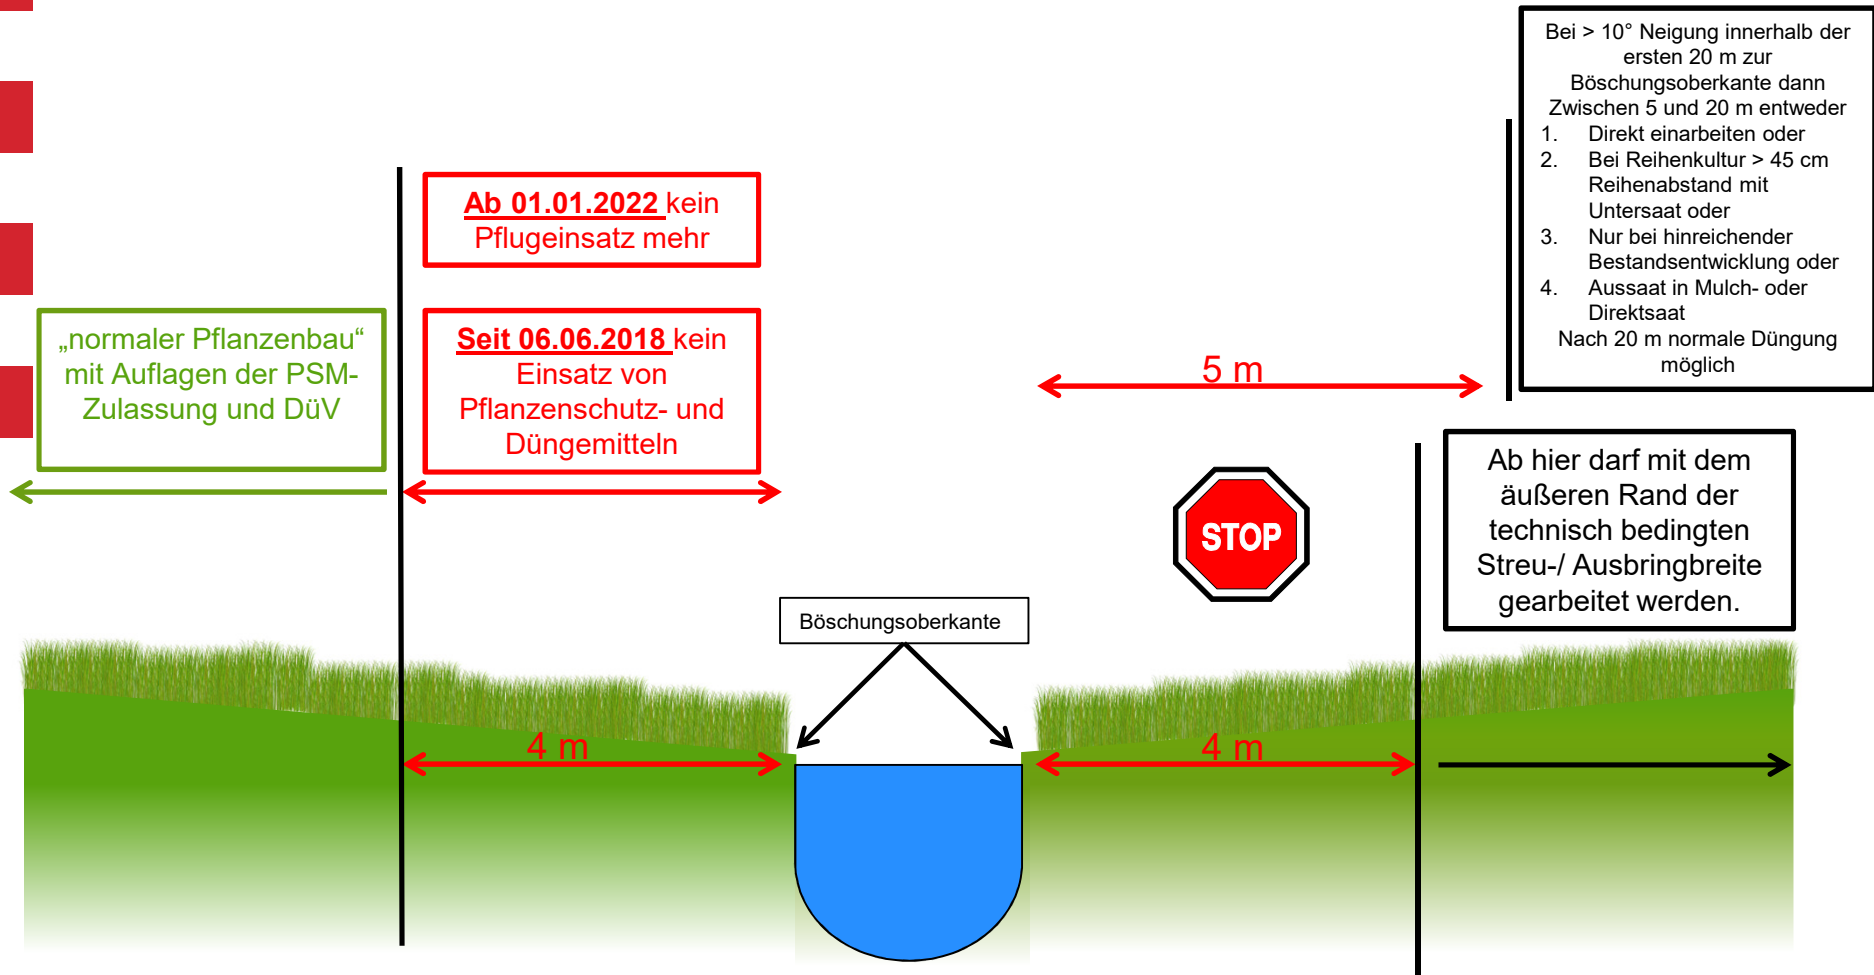 Bei > 10° Neigung innerhalb der
ersten 20 m zur
Böschungsoberkante dann
Zwischen 5 und 20 m entweder
1. Direkt einarbeiten oder
2. Bei Reihenkultur > 45 cm
Reihenabstand mit
Untersaat oder
3. Nur bei hinreichender
Bestandsentwicklung oder
4. Aussaat in Mulch- oder
Direktsaat
Nach 20 m normale Düngung
möglich
Ab 01.01.2022 kein
Pflugeinsatz mehr
„normaler Pflanzenbau“
mit Auflagen der PSM-
Zulassung und DüV
Seit 06.06.2018 kein
Einsatz von
Pflanzenschutz- und
Düngemitteln
5 m
STOP
Ab hier darf mit dem
äußeren Rand der
technisch bedingten
Streu-/ Ausbringbreite
gearbeitet werden.
Böschungsoberkante
4 m
4 m